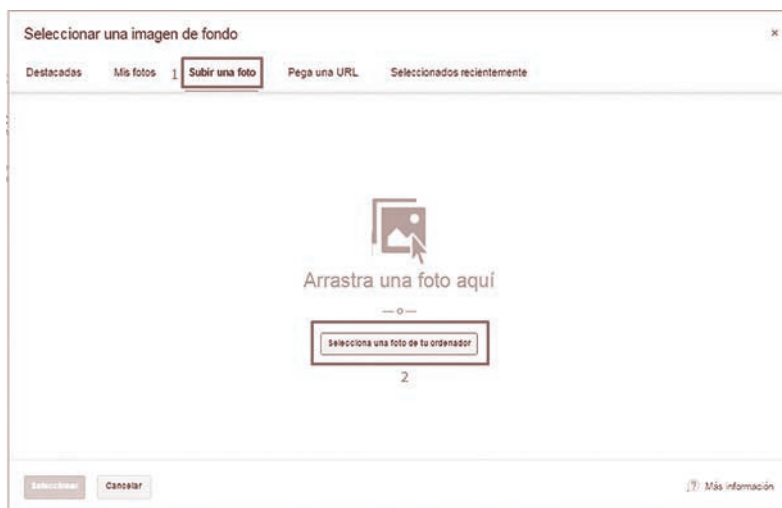 Seleccionar una imagen de fondo ×
Destacadas Mis fotos 1 Subir una foto Pega una URL Seleccionados recientemente
Arrastra una foto aquí
— o —
Selecciona una foto de tu ordenador
2
Seleccionar Cancelar ? Más información